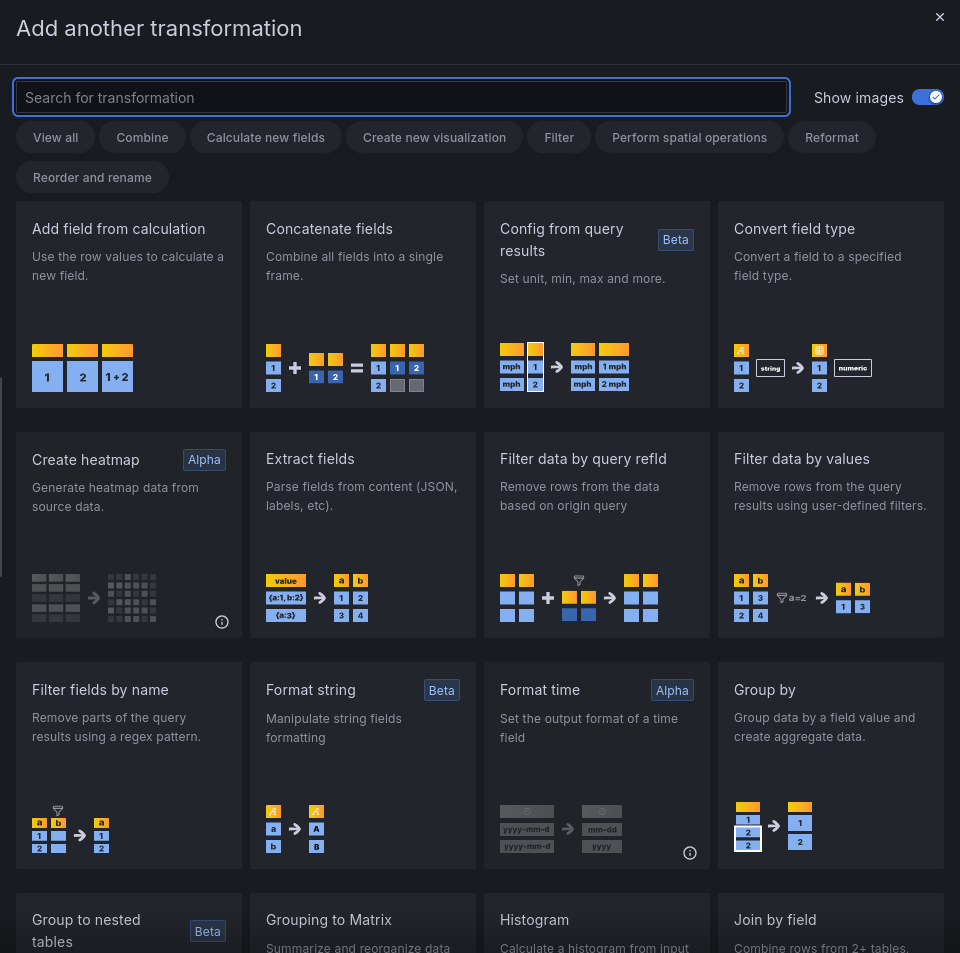 Add another transformation
Search for transformation
Show images
View all
Combine
Calculate new fields
Create new visualization
Filter
Perform spatial operations
Reformat
Reorder and rename
Add field from calculation
Use the row values to calculate a
new field.
1 2 1+2
Concatenate fields
Combine all fields into a single
frame.
1 1 1 2
2 1 2 2
Config from query
results
Beta
Set unit, min, max and more.
mph 1 mph 1 mph
mph 2 mph 2 mph
Convert field type
Convert a field to a specified
field type.
A
1 string 1 numeric
2 2
Create heatmap
Alpha
Generate heatmap data from
source data.
Extract fields
Parse fields from content (JSON,
labels, etc).
value a b
{a:1, b:2} 1 2
{a:3} 3 4
Filter data by query refId
Remove rows from the data
based on origin query
Filter data by values
Remove rows from the query
results using user-defined filters.
a b
1 3 a=2 a b
2 4 1 3
Filter fields by name
Remove parts of the query
results using a regex pattern.
a b a
1 1
2 2
Format string
Beta
Manipulate string fields
formatting
A A
a A
b B
Format time
Alpha
Set the output format of a time
field
yyyy-mm-d mm-dd
yyyy-mm-d yyyy
Group by
Group data by a field value and
create aggregate data.
1 1
2 2
2
Group to nested
tables
Beta
Grouping to Matrix
Summarize and reorganize data
Histogram
Calculate a histogram from input
Join by field
Combine rows from 2+ tables,